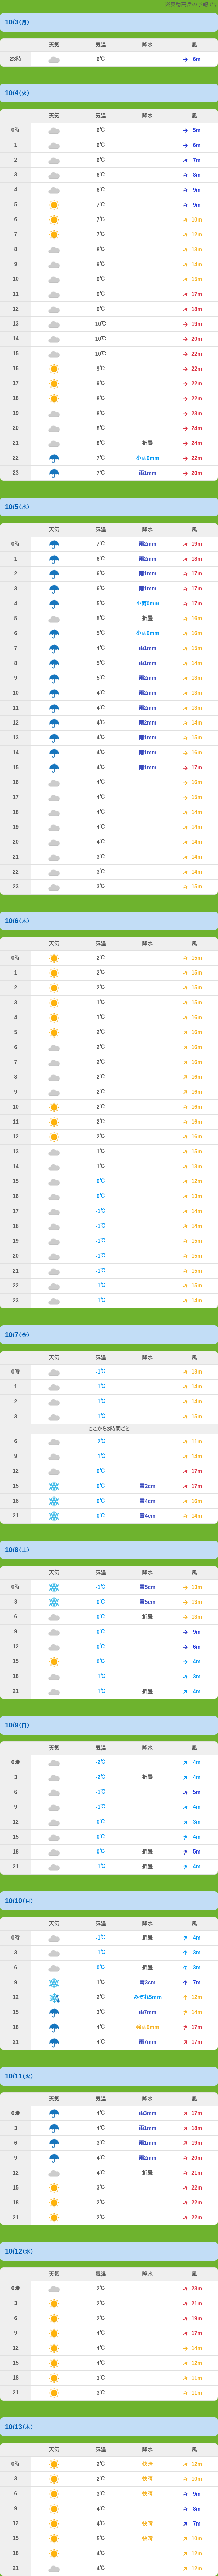 10/3(月)
天気 気温 降水 風
23時 6℃ 6m
10/4(火)
天気 気温 降水 風
0時 6℃ 5m
1 6℃ 6m
2 6℃ 7m
3 6℃ 8m
4 6℃ 9m
5 7℃ 9m
6 7℃ 10m
7 7℃ 12m
8 8℃ 13m
9 9℃ 14m
10 9℃ 15m
11 9℃ 17m
12 9℃ 18m
13 10℃ 19m
14 10℃ 20m
15 10℃ 22m
16 9℃ 22m
17 9℃ 22m
18 8℃ 22m
19 8℃ 23m
20 8℃ 24m
21 8℃ 折曇 24m
22 7℃ 小雨0mm 22m
23 7℃ 雨1mm 20m
10/5(水)
天気 気温 降水 風
0時 7℃ 雨2mm 19m
1 6℃ 雨2mm 18m
2 6℃ 雨1mm 17m
3 6℃ 雨1mm 17m
4 5℃ 小雨0mm 17m
5 5℃ 折曇 16m
6 5℃ 小雨0mm 16m
7 4℃ 雨1mm 15m
8 5℃ 雨1mm 14m
9 5℃ 雨2mm 13m
10 4℃ 雨2mm 13m
11 4℃ 雨2mm 13m
12 4℃ 雨2mm 14m
13 4℃ 雨1mm 15m
14 4℃ 雨1mm 16m
15 4℃ 雨1mm 17m
16 4℃ 16m
17 4℃ 15m
18 4℃ 14m
19 4℃ 14m
20 4℃ 14m
21 3℃ 14m
22 3℃ 14m
23 3℃ 15m
10/6(木)
天気 気温 降水 風
0時 2℃ 15m
1 2℃ 15m
2 2℃ 15m
3 1℃ 15m
4 1℃ 16m
5 2℃ 16m
6 2℃ 16m
7 2℃ 16m
8 2℃ 16m
9 2℃ 16m
10 2℃ 16m
11 2℃ 15m
12 2℃ 16m
13 1℃ 15m
14 1℃ 13m
15 0℃ 12m
16 0℃ 13m
17 -1℃ 14m
18 -1℃ 14m
19 -1℃ 15m
20 -1℃ 15m
21 -1℃ 15m
22 -1℃ 15m
23 -1℃ 14m
10/7(金)
天気 気温 降水 風
0時 -1℃ 13m
1 -1℃ 14m
2 -1℃ 14m
3 -1℃ 15m
ここから3時間ごと
6 -2℃ 11m
9 -1℃ 14m
12 0℃ 17m
15 0℃ 雪2cm 17m
18 0℃ 雪4cm 16m
21 0℃ 雪4cm 14m
10/8(土)
天気 気温 降水 風
0時 -1℃ 雪5cm 13m
3 0℃ 雪5cm 13m
6 0℃ 折曇 13m
9 0℃ 9m
12 0℃ 6m
15 0℃ 4m
18 -1℃ 3m
21 -1℃ 折曇 4m
10/9(日)
天気 気温 降水 風
0時 -2℃ 4m
3 -2℃ 折曇 4m
6 -1℃ 5m
9 -1℃ 4m
12 0℃ 3m
15 0℃ 4m
18 0℃ 折曇 5m
21 -1℃ 折曇 4m
10/10(月)
天気 気温 降水 風
0時 -1℃ 折曇 4m
3 -1℃ 3m
6 0℃ 折曇 3m
9 1℃ 雪3cm 7m
12 2℃ みぞれ5mm 12m
15 3℃ 雨7mm 14m
18 4℃ 強雨8mm 17m
21 4℃ 雨7mm 17m
10/11(火)
天気 気温 降水 風
0時 4℃ 雨3mm 17m
3 4℃ 雨1mm 18m
6 3℃ 雨1mm 19m
9 4℃ 雨2mm 20m
12 4℃ 折曇 21m
15 3℃ 22m
18 2℃ 22m
21 2℃ 22m
10/12(水)
天気 気温 降水 風
0時 2℃ 23m
3 2℃ 21m
6 2℃ 19m
9 4℃ 17m
12 4℃ 14m
15 4℃ 12m
18 3℃ 11m
21 3℃ 11m
10/13(木)
天気 気温 降水 風
0時 2℃ 快晴 12m
3 2℃ 快晴 10m
6 3℃ 快晴 9m
9 4℃ 8m
12 4℃ 快晴 7m
15 5℃ 快晴 10m
18 4℃ 12m
21 4℃ 12m